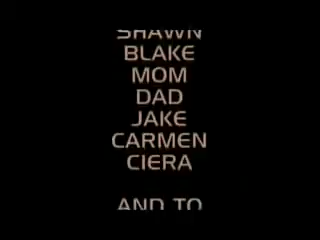 SHAWN
BLAKE
MOM
DAD
JAKE
CARMEN
CIERA
AND TO